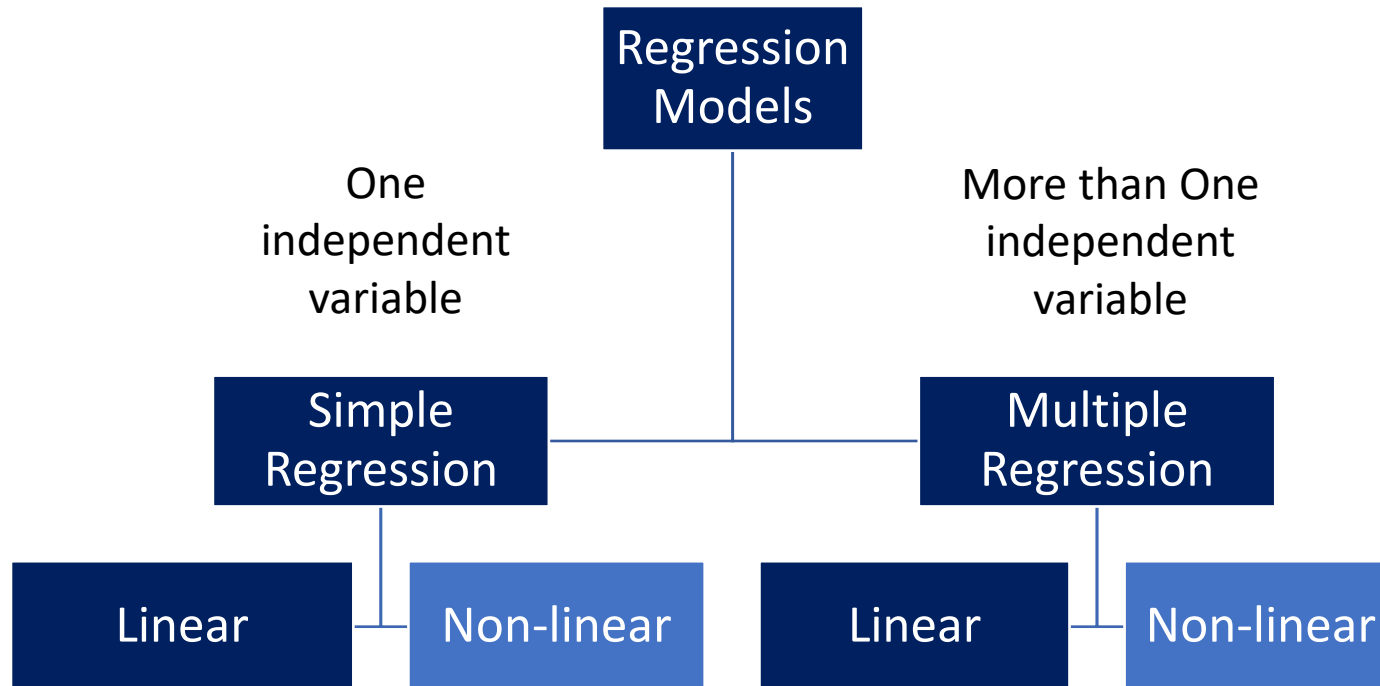 Regression
Models
One
independent
variable
More than One
independent
variable
Simple
Regression
Multiple
Regression
Linear
Non-linear
Linear
Non-linear